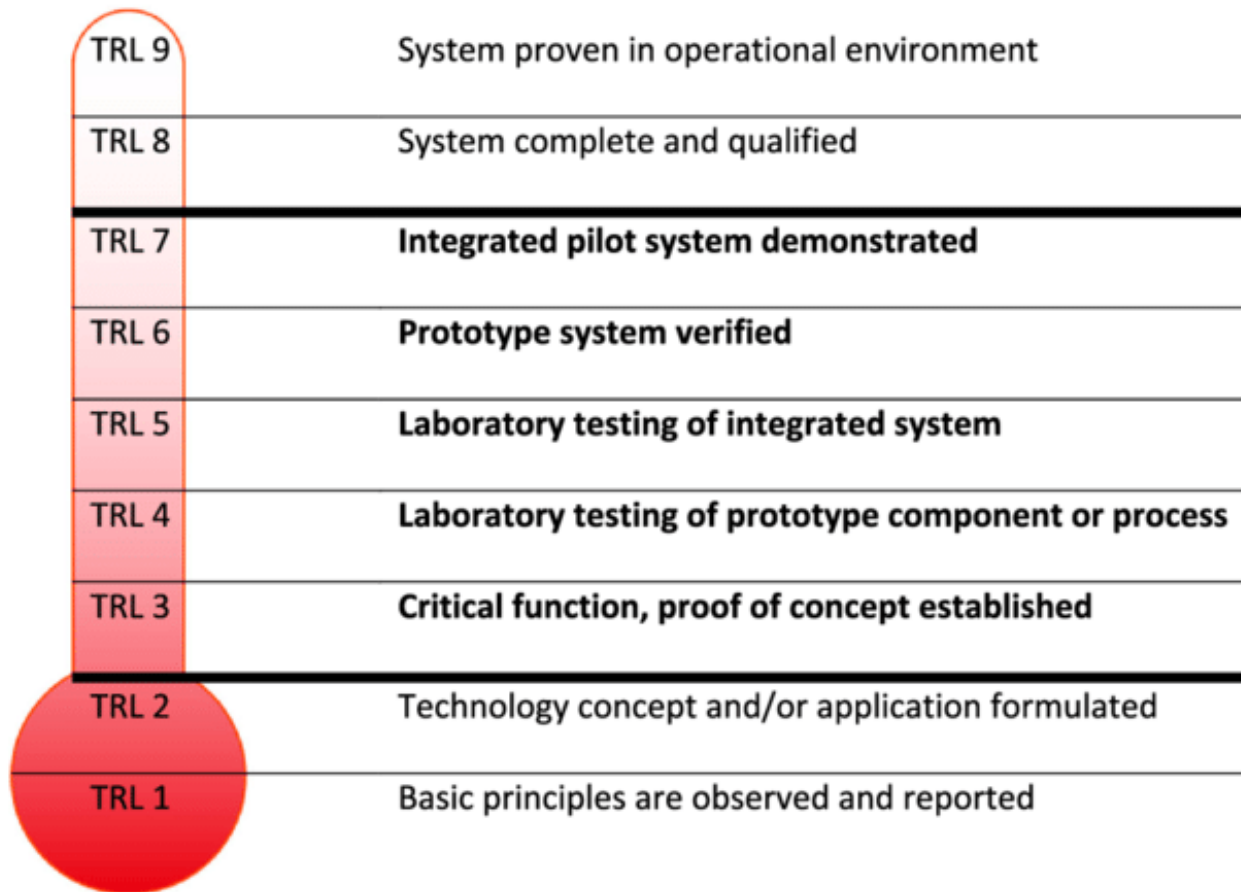 TRL 9 System proven in operational environment
TRL 8 System complete and qualified
TRL 7 Integrated pilot system demonstrated
TRL 6 Prototype system verified
TRL 5 Laboratory testing of integrated system
TRL 4 Laboratory testing of prototype component or process
TRL 3 Critical function, proof of concept established
TRL 2 Technology concept and/or application formulated
TRL 1 Basic principles are observed and reported